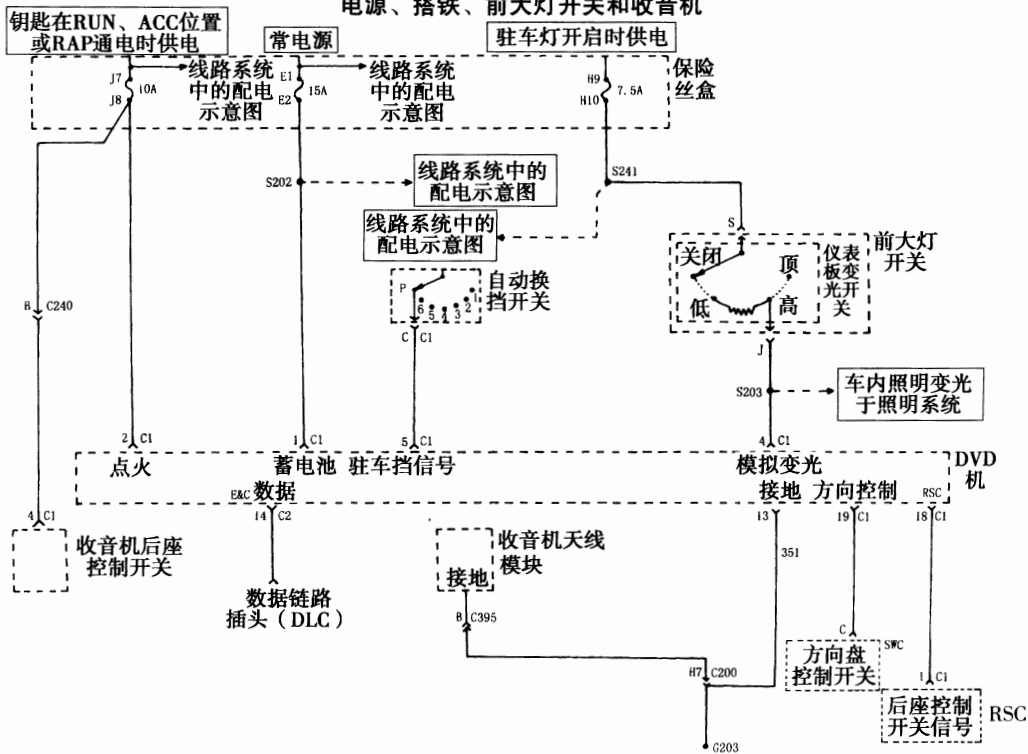 电源、搭铁、前大灯开关和收音机
钥匙在RUN、ACC位置
或RAP通电时供电
常电源
驻车灯开启时供电
J7
J8
10A
线路系统
中的配电
示意图
E1
E2
15A
线路系统
中的配电
示意图
H9
H10
7.5A
保险
丝盒
S202
线路系统中的
配电示意图
S241
线路系统中的
配电示意图
S
前大灯
开关
关闭
顶
低
高
仪表
板变
光开
关
P
6
5
4
3
2
1
自动换
挡开关
B
C240
C
C1
J
S203
车内照明变光
于照明系统
2
C1
1
C1
5
C1
4
C1
点火
蓄电池
驻车挡信号
模拟变光
DVD
机
E&C
数据
接地
方向控制
RSC
4
C1
14
C2
13
19
C1
18
C1
收音机后座
控制开关
数据链路
插头(DLC)
收音机天线
模块
接地
351
B
C395
C
SWC
方向盘
控制开关
H7
C200
1
C1
后座控制
开关信号
RSC
G203